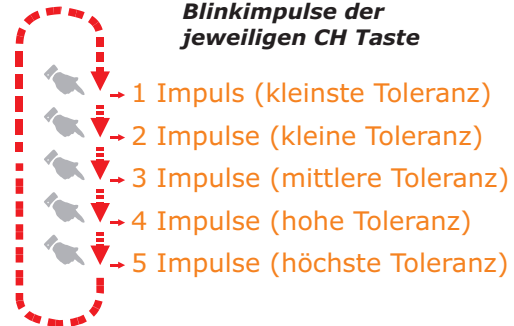 Blinkimpulse der
jeweiligen CH Taste
1 Impuls (kleinste Toleranz)
2 Impulse (kleine Toleranz)
3 Impulse (mittlere Toleranz)
4 Impulse (hohe Toleranz)
5 Impulse (höchste Toleranz)